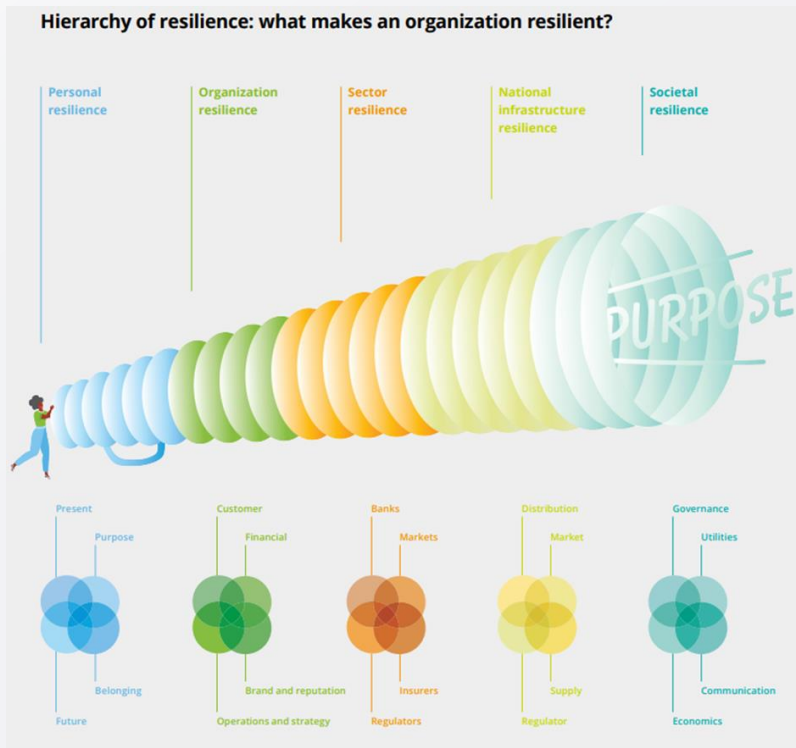 Hierarchy of resilience: what makes an organization resilient?
Personal
resilience
Organization
resilience
Sector
resilience
National
infrastructure
resilience
Societal
resilience
PURPOSE
Present
Purpose
Belonging
Future
Customer
Financial
Brand and reputation
Operations and strategy
Banks
Markets
Insurers
Regulators
Distribution
Market
Supply
Regulator
Governance
Utilities
Communication
Economics